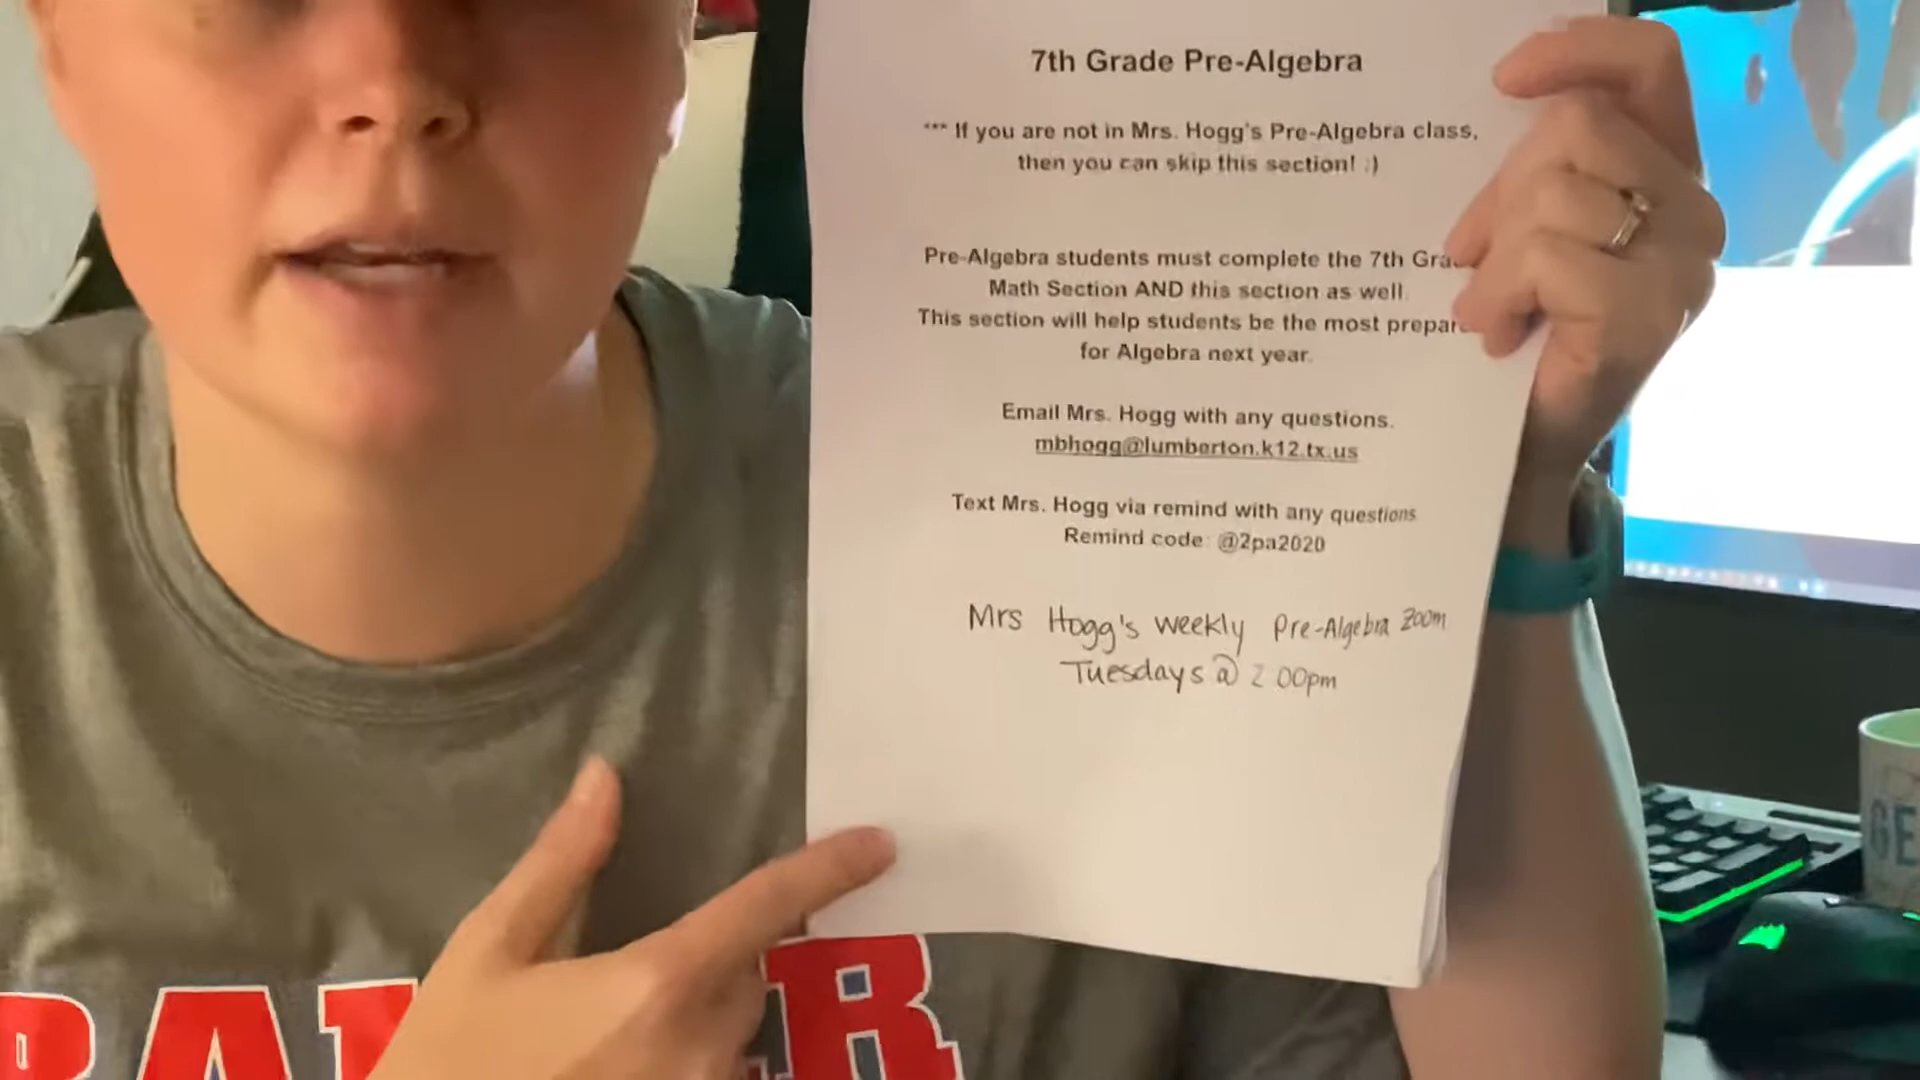 7th Grade Pre-Algebra
*** If you are not in Mrs. Hogg's Pre-Algebra class,
then you can skip this section! :)
Pre-Algebra students must complete the 7th
Math Section AND this section as well.
This section will help students be the most
for Algebra next year.
Email Mrs. Hogg with any questions.
mbhogg@lumberton.k12.tx.us
Text Mrs. Hogg via remind with any questions
Remind code: @2pa2020
Mrs Hogg's weekly Pre-Algebra Zoom
Tuesdays @ 2:00pm